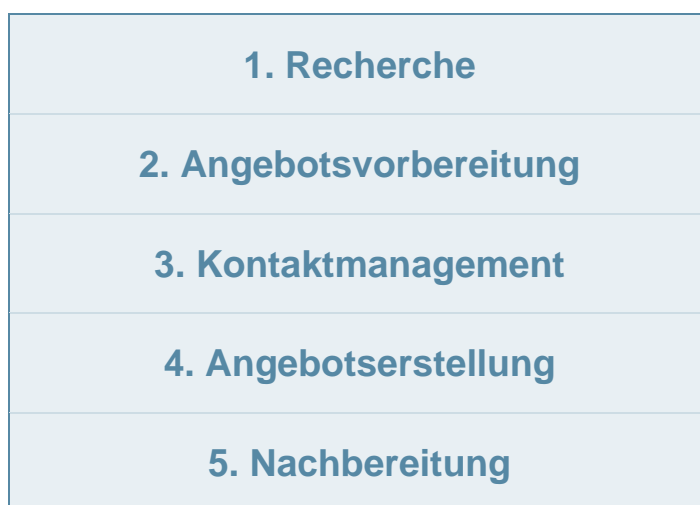 1. Recherche
2. Angebotsvorbereitung
3. Kontaktmanagement
4. Angebotserstellung
5. Nachbereitung